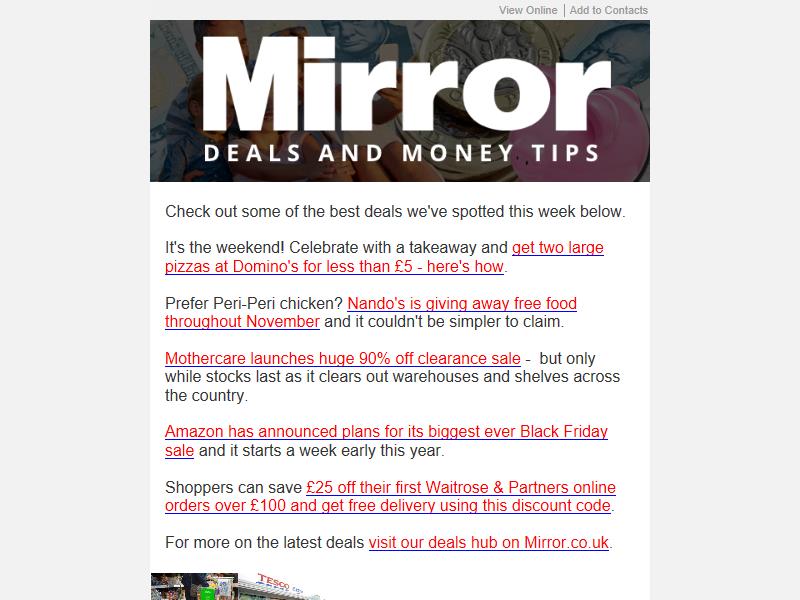 View Online | Add to Contacts
Mirror
DEALS AND MONEY TIPS
Check out some of the best deals we've spotted this week below.
It's the weekend! Celebrate with a takeaway and get two large
pizzas at Domino's for less than £5 - here's how.
Prefer Peri-Peri chicken? Nando's is giving away free food
throughout November and it couldn't be simpler to claim.
Mothercare launches huge 90% off clearance sale - but only
while stocks last as it clears out warehouses and shelves across
the country.
Amazon has announced plans for its biggest ever Black Friday
sale and it starts a week early this year.
Shoppers can save £25 off their first Waitrose & Partners online
orders over £100 and get free delivery using this discount code.
For more on the latest deals visit our deals hub on Mirror.co.uk.
TESCO